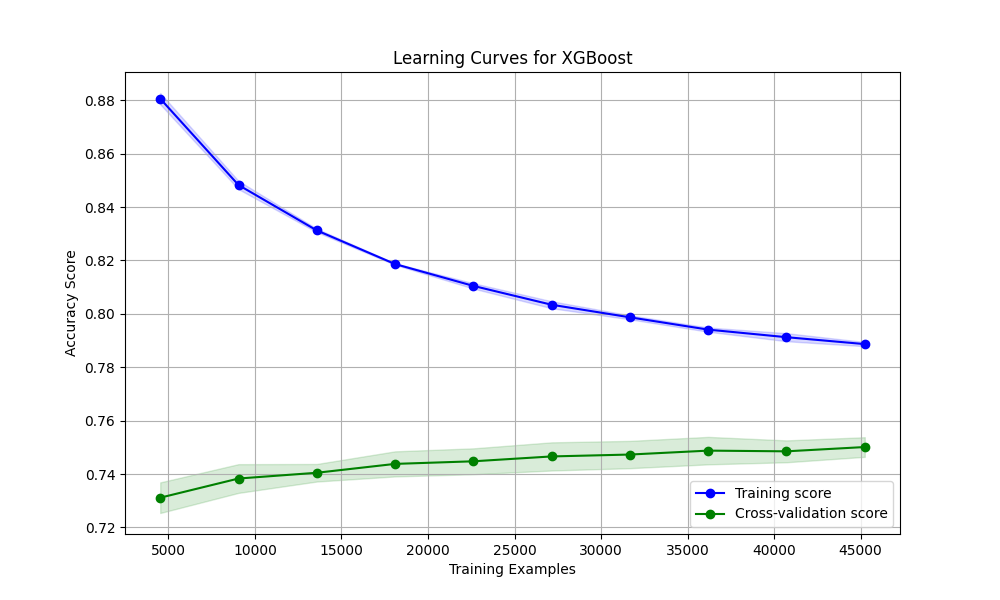 Learning Curves for XGBoost
Accuracy Score
0.88
0.86
0.84
0.82
0.80
0.78
0.76
0.74
0.72
Training score
Cross-validation score
5000 10000 15000 20000 25000 30000 35000 40000 45000
Training Examples